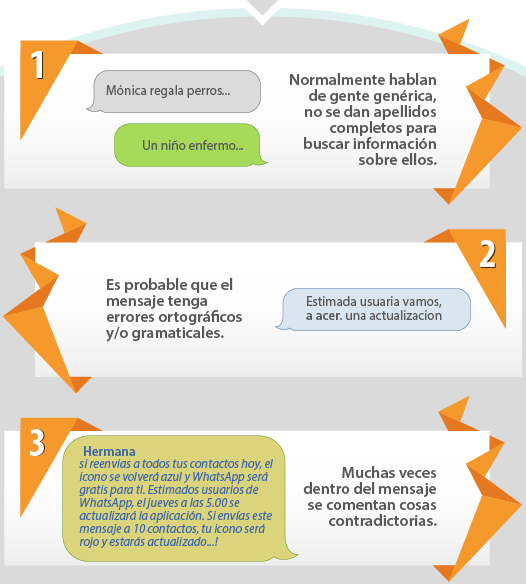 1
Mónica regala perros...
Un niño enfermo...
Normalmente hablan
de gente genérica,
no se dan apellidos
completos para
buscar información
sobre ellos.
2
Es probable que el
mensaje tenga
errores ortográficos
y/o gramaticales.
Estimada usuaria vamos,
a acer. una actualizacion
3
Hermana
si reenvias a todos tus contactos hoy, el
icono se volverá azul y WhatsApp será
gratis para ti. Estimados usuarios de
WhatsApp, el jueves a las 5.00 se
actualizará la aplicación. Si envías este
mensaje a 10 contactos, tu icono será
rojo y estarás actualizado...!
Muchas veces
dentro del mensaje
se comentan cosas
contradictorias.